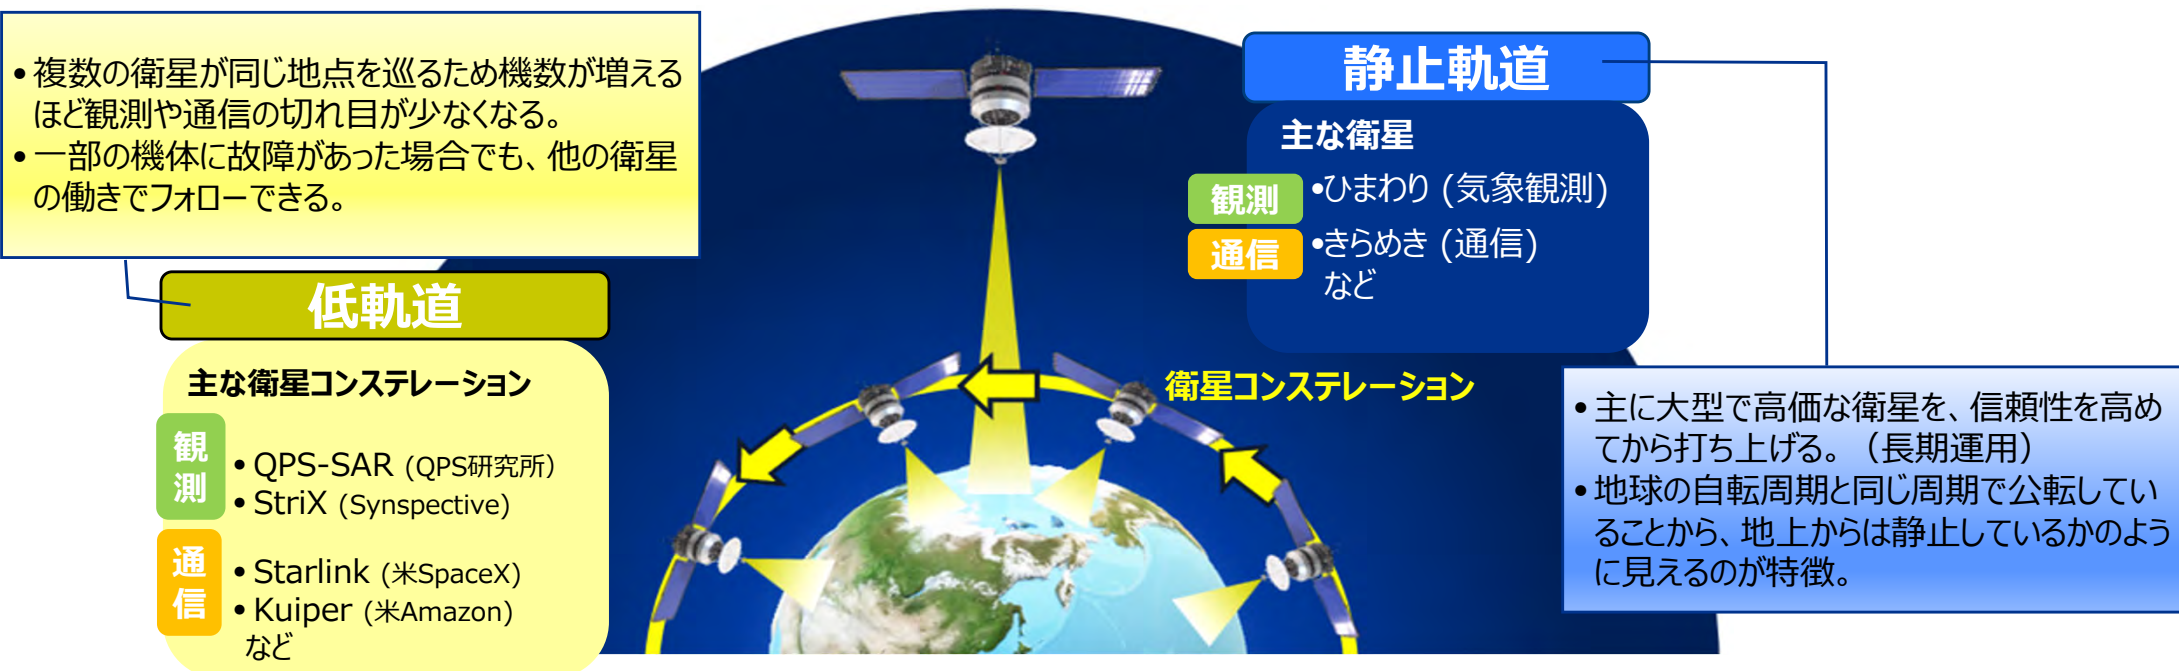 •複数の衛星が同じ地点を巡るため機数が増える
ほど観測や通信の切れ目が少なくなる。
•一部の機体に故障があった場合でも、他の衛星
の働きでフォローできる。
低軌道
主な衛星コンステレーション
観測
•QPS-SAR (QPS研究所）
•StriX (Synspective)
通信
•Starlink (米SpaceX)
•Kuiper (米Amazon)
など
静止軌道
主な衛星
観測 •ひまわり (気象観測)
通信 •きらめき (通信)
など
衛星コンステレーション
•主に大型で高価な衛星を、信頼性を高め
てから打ち上げる。（長期運用）
•地球の自転周期と同じ周期で公転してい
ることから、地上からは静止しているかのよう
に見えるのが特徴。